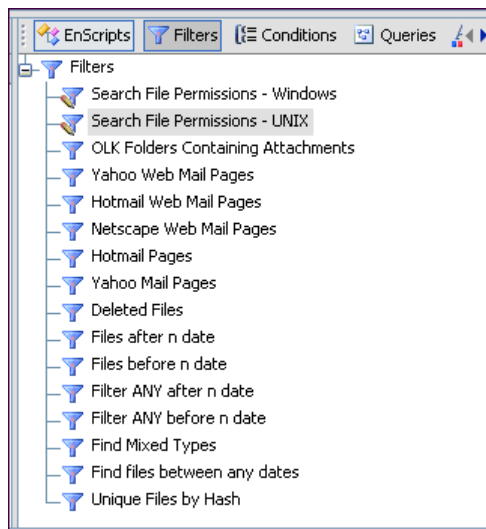 EnScripts Filters Conditions Queries
Filters
Search File Permissions - Windows
Search File Permissions - UNIX
OLK Folders Containing Attachments
Yahoo Web Mail Pages
Hotmail Web Mail Pages
Netscape Web Mail Pages
Hotmail Pages
Yahoo Mail Pages
Deleted Files
Files after n date
Files before n date
Filter ANY after n date
Filter ANY before n date
Find Mixed Types
Find files between any dates
Unique Files by Hash